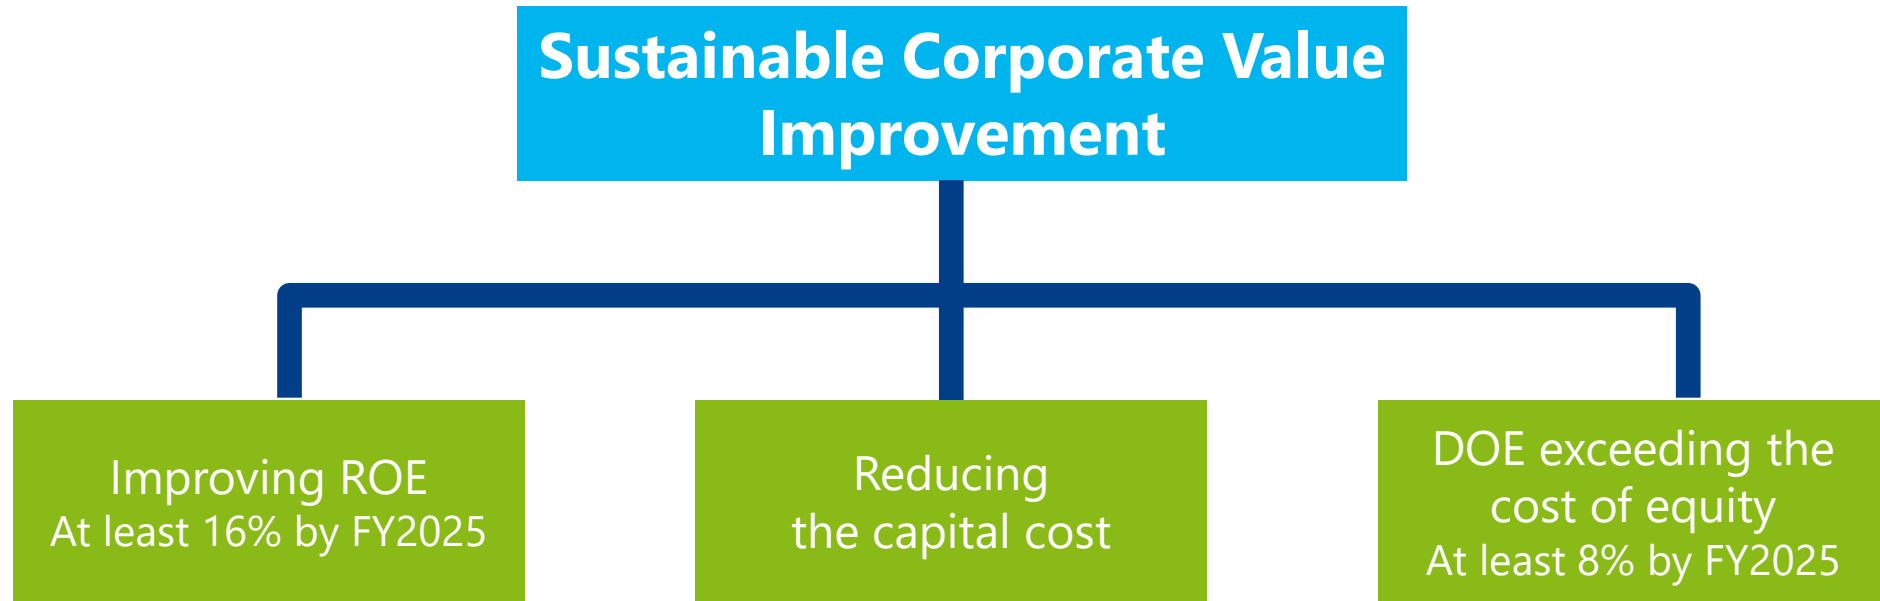 Sustainable Corporate Value
Improvement
Improving ROE
At least 16% by FY2025
Reducing
the capital cost
DOE exceeding the
cost of equity
At least 8% by FY2025